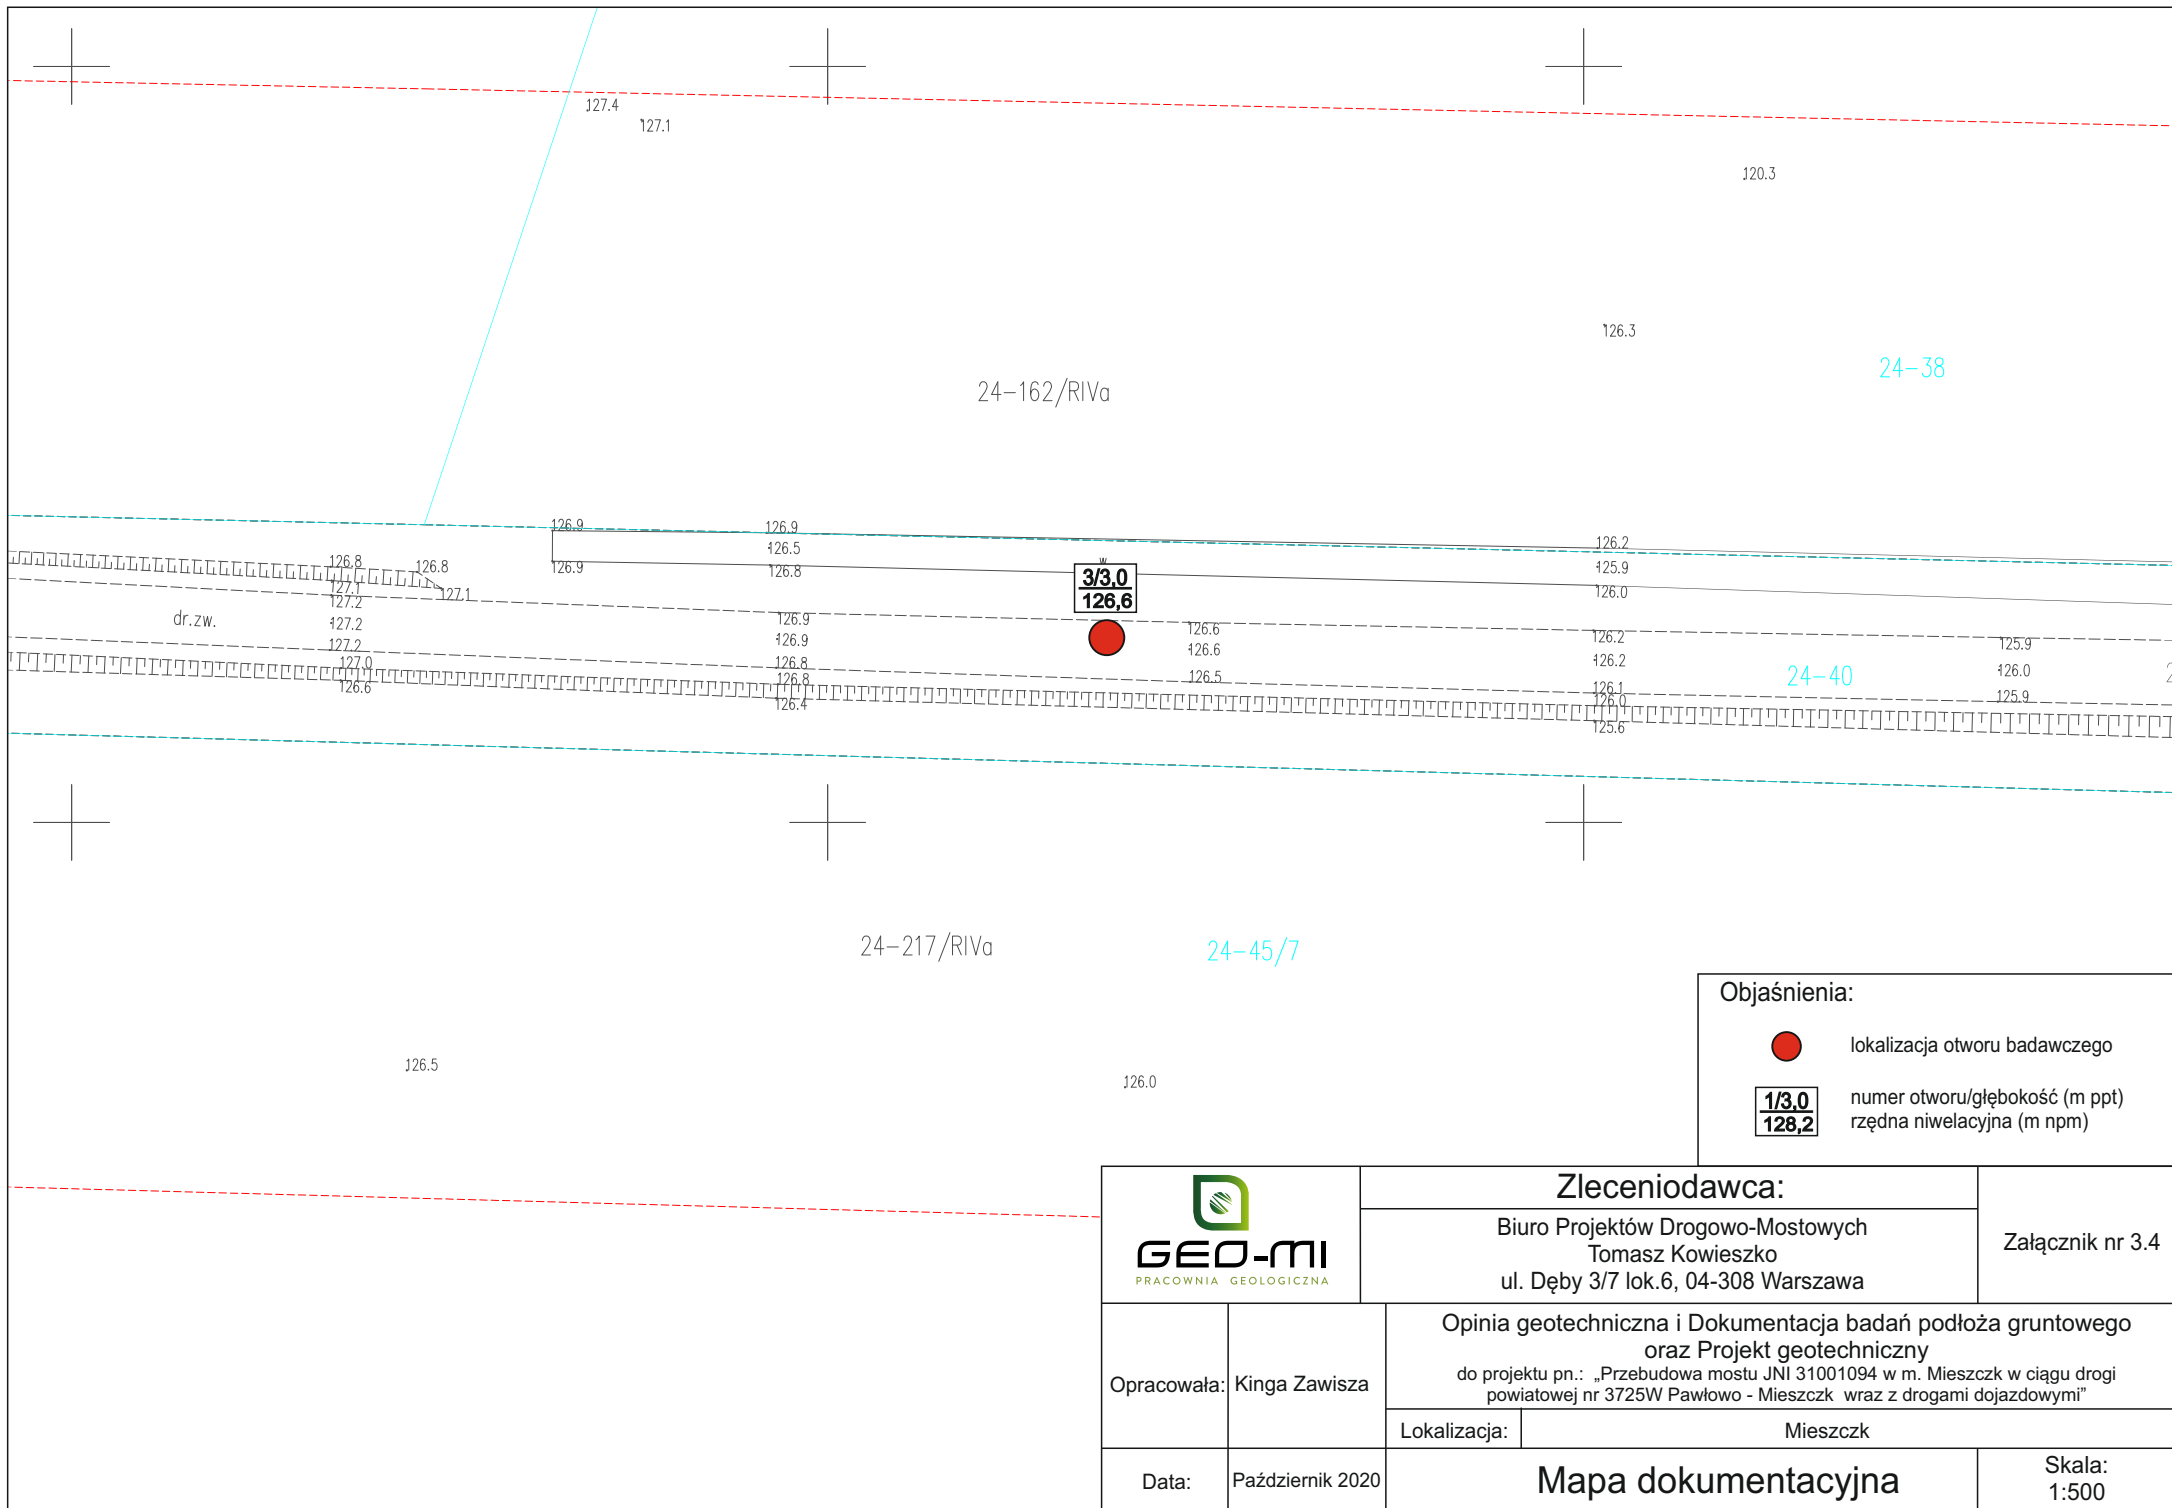 127.4
127.1
120.3
126.3
24-38
24-162/RIVa
126.9
126.9
126.5
126.2
126.8
126.8
126.9
126.8
w
125.9
3/3,0
126,6
127.1
127.1
126.0
127.2
dr.zw.
127.2
126.9
126.6
126.2
127.2
126.9
126.6
125.9
127.0
126.8
126.2
126.6
126.8
126.5
24-40
126.0
126.1
125.9
126.4
126.0
125.6
24-217/RIVa
24-45/7
126.5
126.0
Objaśnienia:
lokalizacja otworu badawczego
1/3,0
128,2
numer otworu/głębokość (m ppt)
rzędna niwelacyjna (m npm)
GEO-MI
PRACOWNIA GEOLOGICZNA
Zleceniodawca:
Biuro Projektów Drogowo-Mostowych
Tomasz Kowieszko
ul. Dęby 3/7 lok.6, 04-308 Warszawa
Załącznik nr 3.4
Opracowała:
Kinga Zawisza
Opinia geotechniczna i Dokumentacja badań podłoża gruntowego
oraz Projekt geotechniczny
do projektu pn.: „Przebudowa mostu JNI 31001094 w m. Mieszczk w ciągu drogi
powiatowej nr 3725W Pawłowo - Mieszczk wraz z drogami dojazdowymi”
Lokalizacja:
Mieszczk
Data:
Październik 2020
Mapa dokumentacyjna
Skala:
1:500